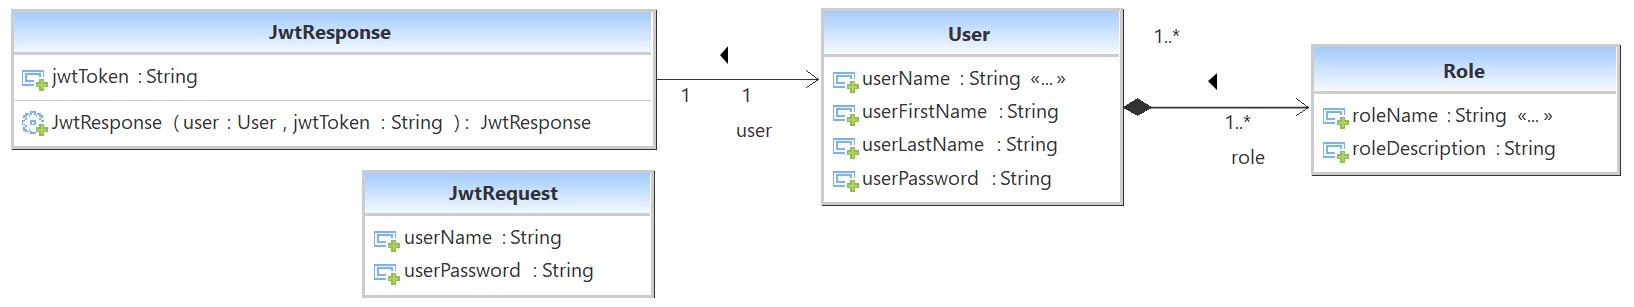 JwtResponse
jwtToken : String
JwtResponse ( user : User , jwtToken : String ) : JwtResponse
1 1
user
User
userName : String «...»
userFirstName : String
userLastName : String
userPassword : String
1..*
1..*
role
Role
roleName : String «...»
roleDescription : String
JwtRequest
userName : String
userPassword : String